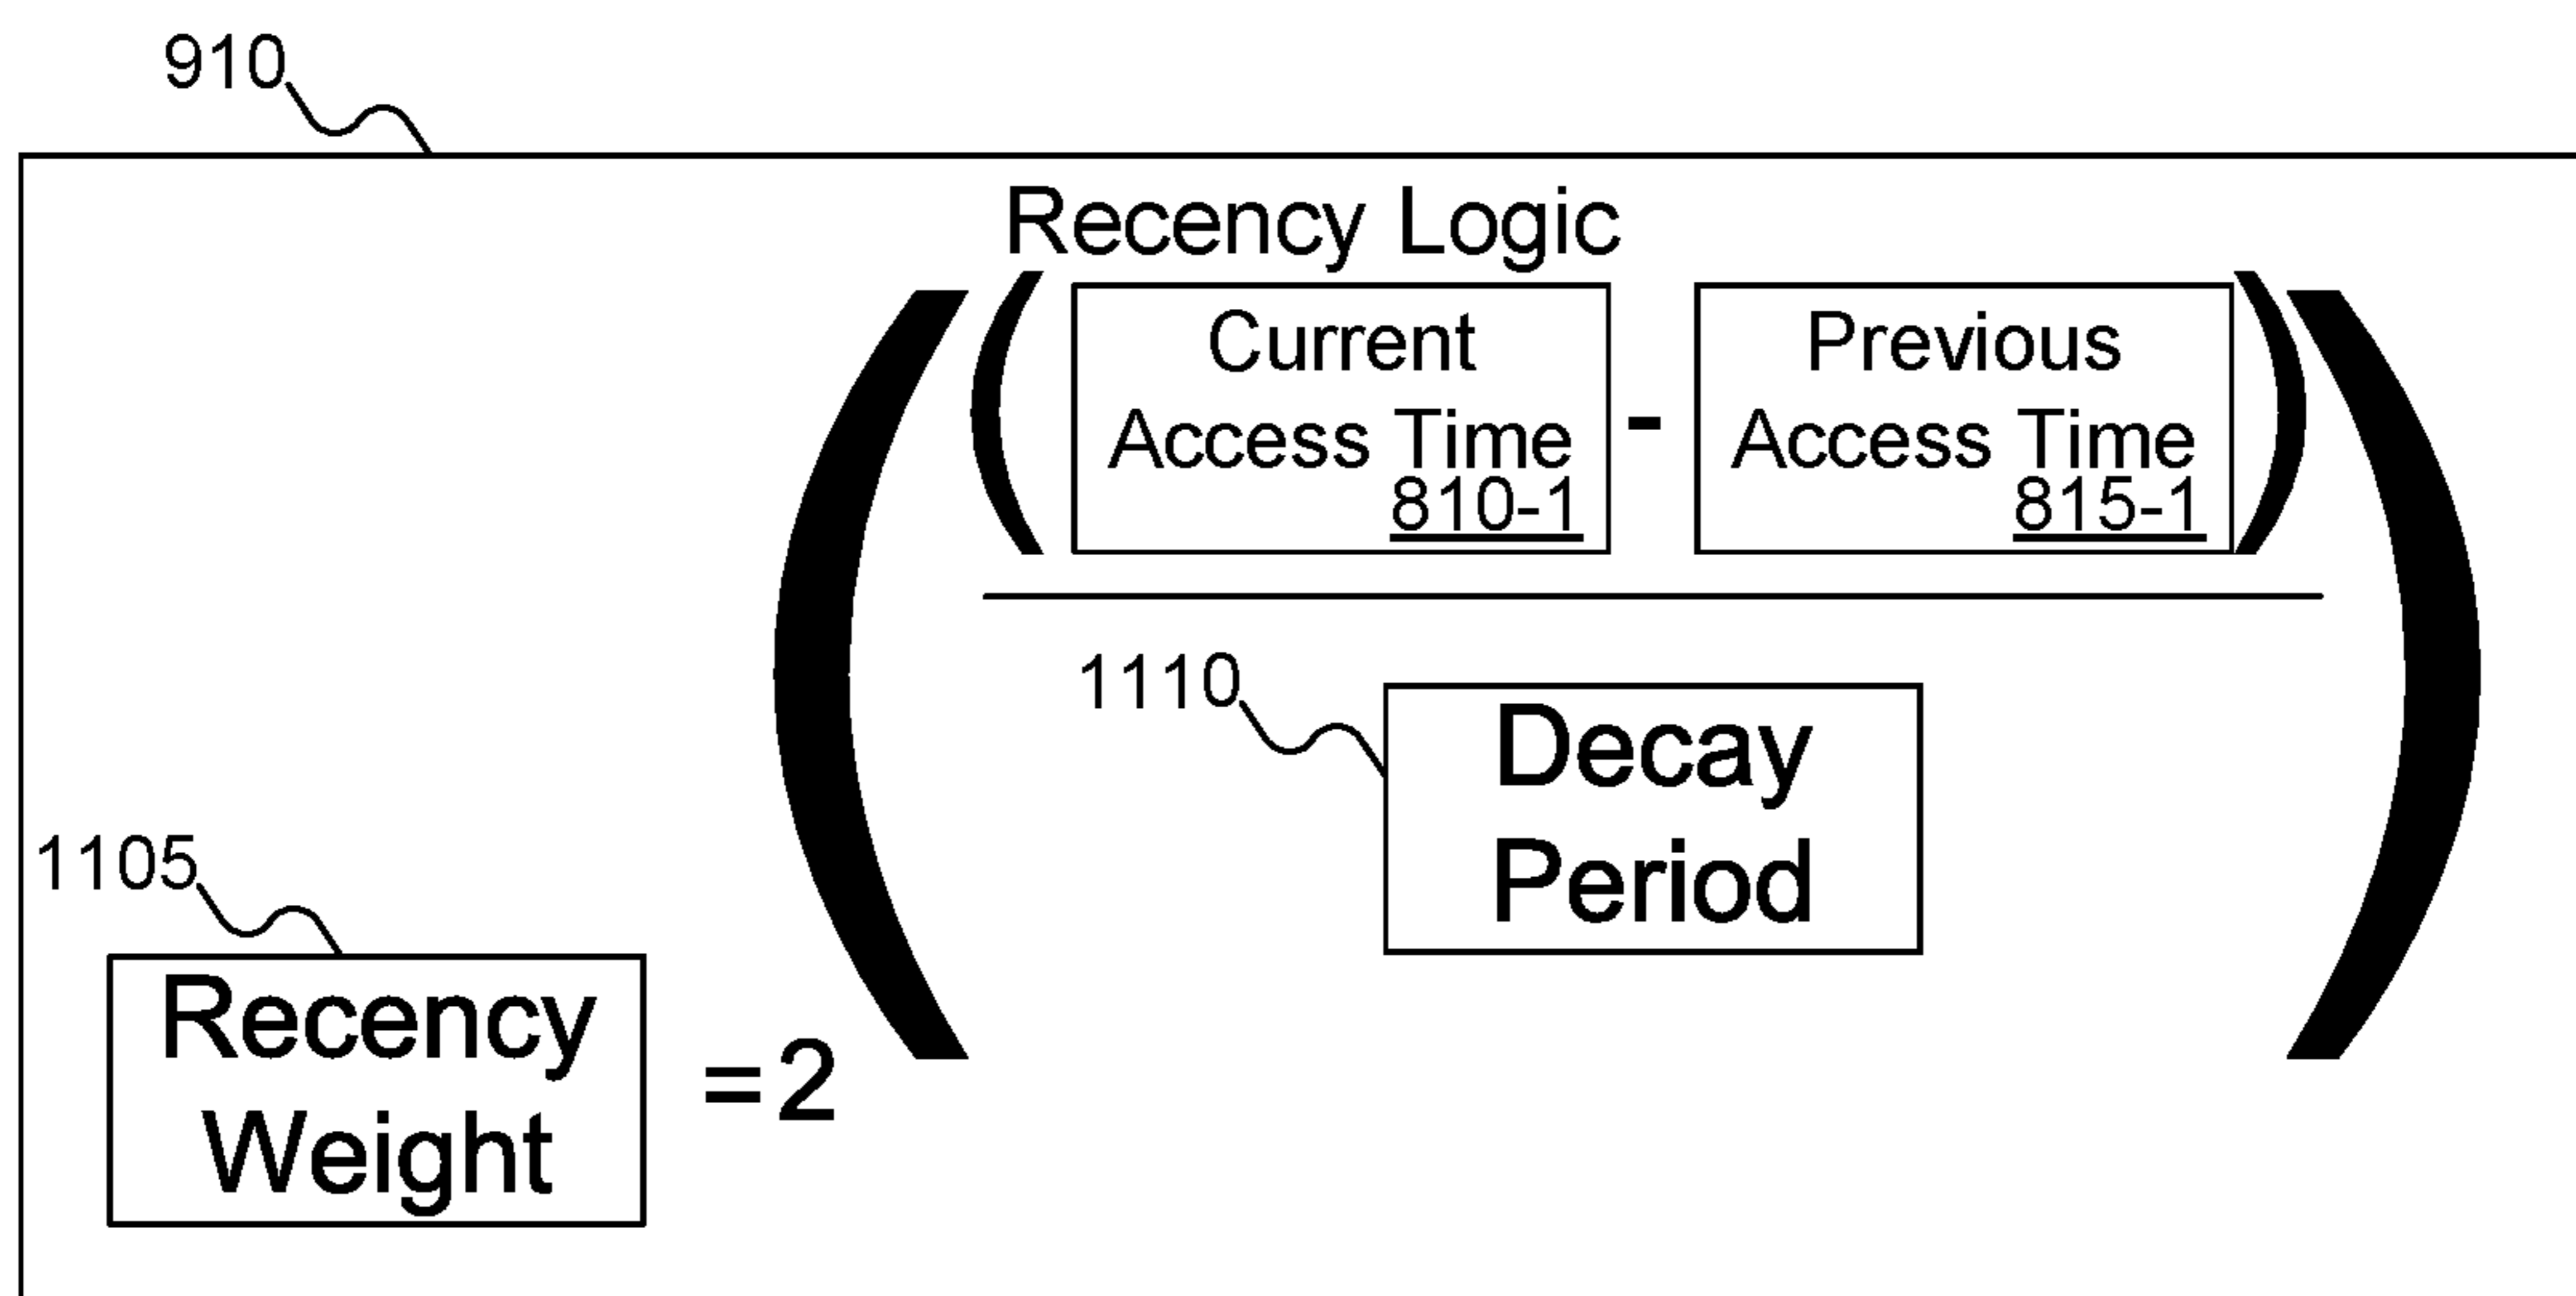 910
Recency Logic
( ( Current
Access Time
810-1
-
Previous
Access Time
815-1 ) )
1110
Decay
Period
1105
Recency
Weight
=2